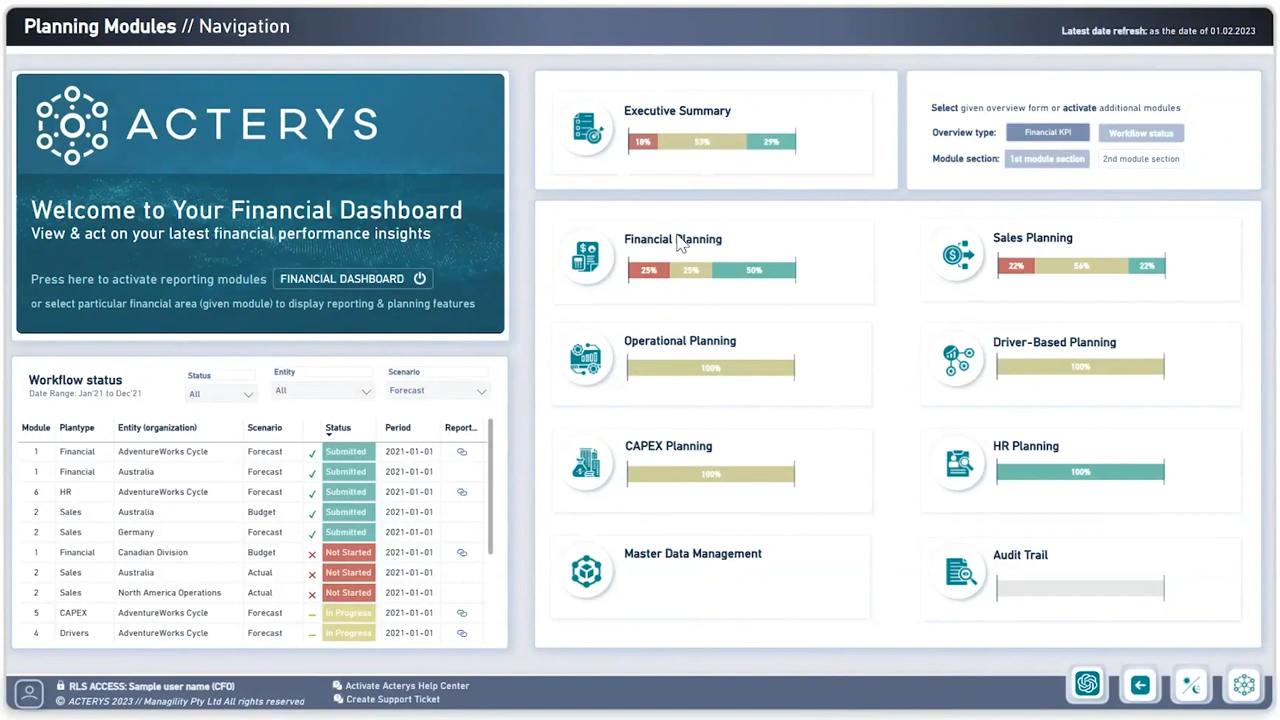 Planning Modules // Navigation
Latest date refresh: as the date of 01.02.2023
ACTERYS
Welcome to Your Financial Dashboard
View & act on your latest financial performance insights
Press here to activate reporting modules FINANCIAL DASHBOARD
or select particular financial area (given module) to display reporting & planning features
Executive Summary
18% 53% 29%
Select given overview form or activate additional modules
Overview type: Financial KPI Workflow status
Module section: 1st module section 2nd module section
Financial Planning
25% 25% 50%
Sales Planning
22% 56% 22%
Operational Planning
100%
Driver-Based Planning
100%
CAPEX Planning
100%
HR Planning
100%
Master Data Management
Audit Trail
Workflow status
Date Range: Jan'21 to Dec'21
Status Entity Scenario
All All Forecast
Module Plantype Entity (organization) Scenario Status Period Report...
1 Financial AdventureWorks Cycle Forecast Submitted 2021-01-01
1 Financial Australia Forecast Submitted 2021-01-01
6 HR AdventureWorks Cycle Forecast Submitted 2021-01-01
2 Sales Australia Budget Submitted 2021-01-01
2 Sales Germany Forecast Submitted 2021-01-01
1 Financial Canadian Division Budget Not Started 2021-01-01
2 Sales Australia Actual Not Started 2021-01-01
2 Sales North America Operations Actual Not Started 2021-01-01
5 CAPEX AdventureWorks Cycle Forecast In Progress 2021-01-01
4 Drivers AdventureWorks Cycle Forecast In Progress 2021-01-01
RLS ACCESS: Sample user name (CFO)
© ACTERYS 2023 // Managility Pty Ltd All rights reserved
Activate Acterys Help Center
Create Support Ticket